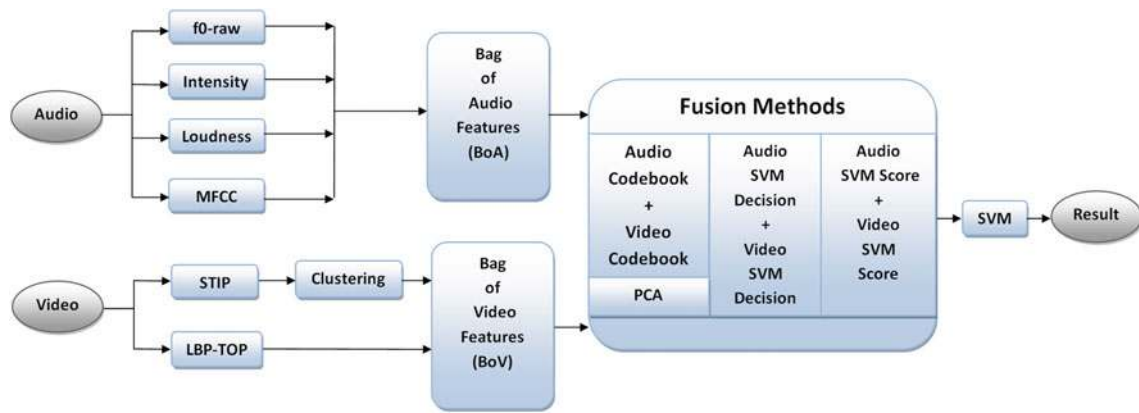 Audio
f0-raw
Intensity
Loudness
MFCC
Bag
of
Audio
Features
(BoA)
Video
STIP
Clustering
LBP-TOP
Bag
of
Video
Features
(BoV)
Fusion Methods
Audio
Codebook
+
Video
Codebook
PCA
Audio
SVM
Decision
+
Video
SVM
Decision
Audio
SVM Score
+
Video
SVM
Score
SVM
Result